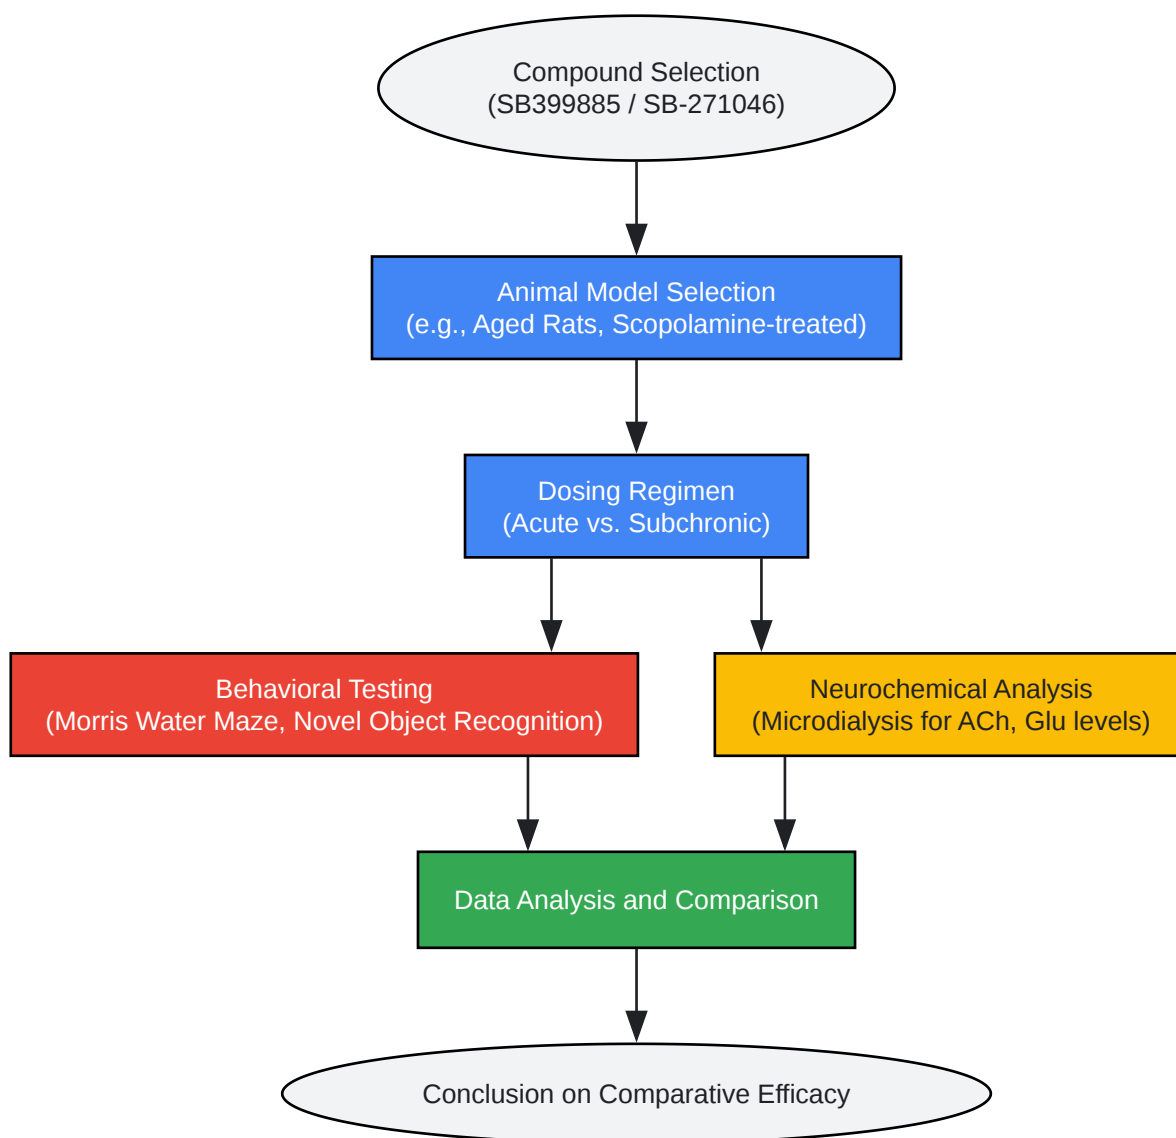 Compound Selection
(SB399885 / SB-271046)
Animal Model Selection
(e.g., Aged Rats, Scopolamine-treated)
Dosing Regimen
(Acute vs. Subchronic)
Behavioral Testing
(Morris Water Maze, Novel Object Recognition)
Neurochemical Analysis
(Microdialysis for ACh, Glu levels)
Data Analysis and Comparison
Conclusion on Comparative Efficacy